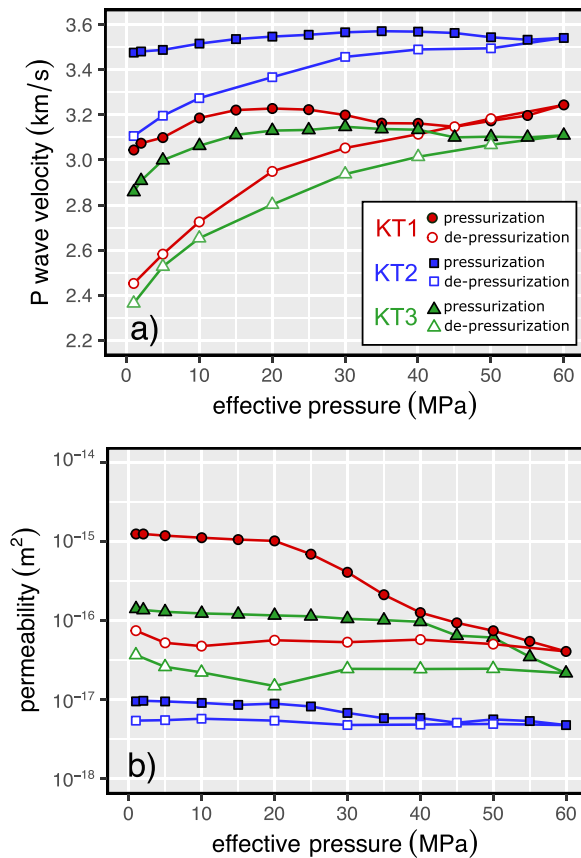 3.6
3.4
3.2
3.0
2.8
2.6
2.4
2.2
P wave velocity (km/s)
a)
KT1
pressurization
de-pressurization
KT2
pressurization
de-pressurization
KT3
pressurization
de-pressurization
0 10 20 30 40 50 60
effective pressure (MPa)
10⁻¹⁴
10⁻¹⁵
10⁻¹⁶
10⁻¹⁷
10⁻¹⁸
permeability (m²)
b)
0 10 20 30 40 50 60
effective pressure (MPa)